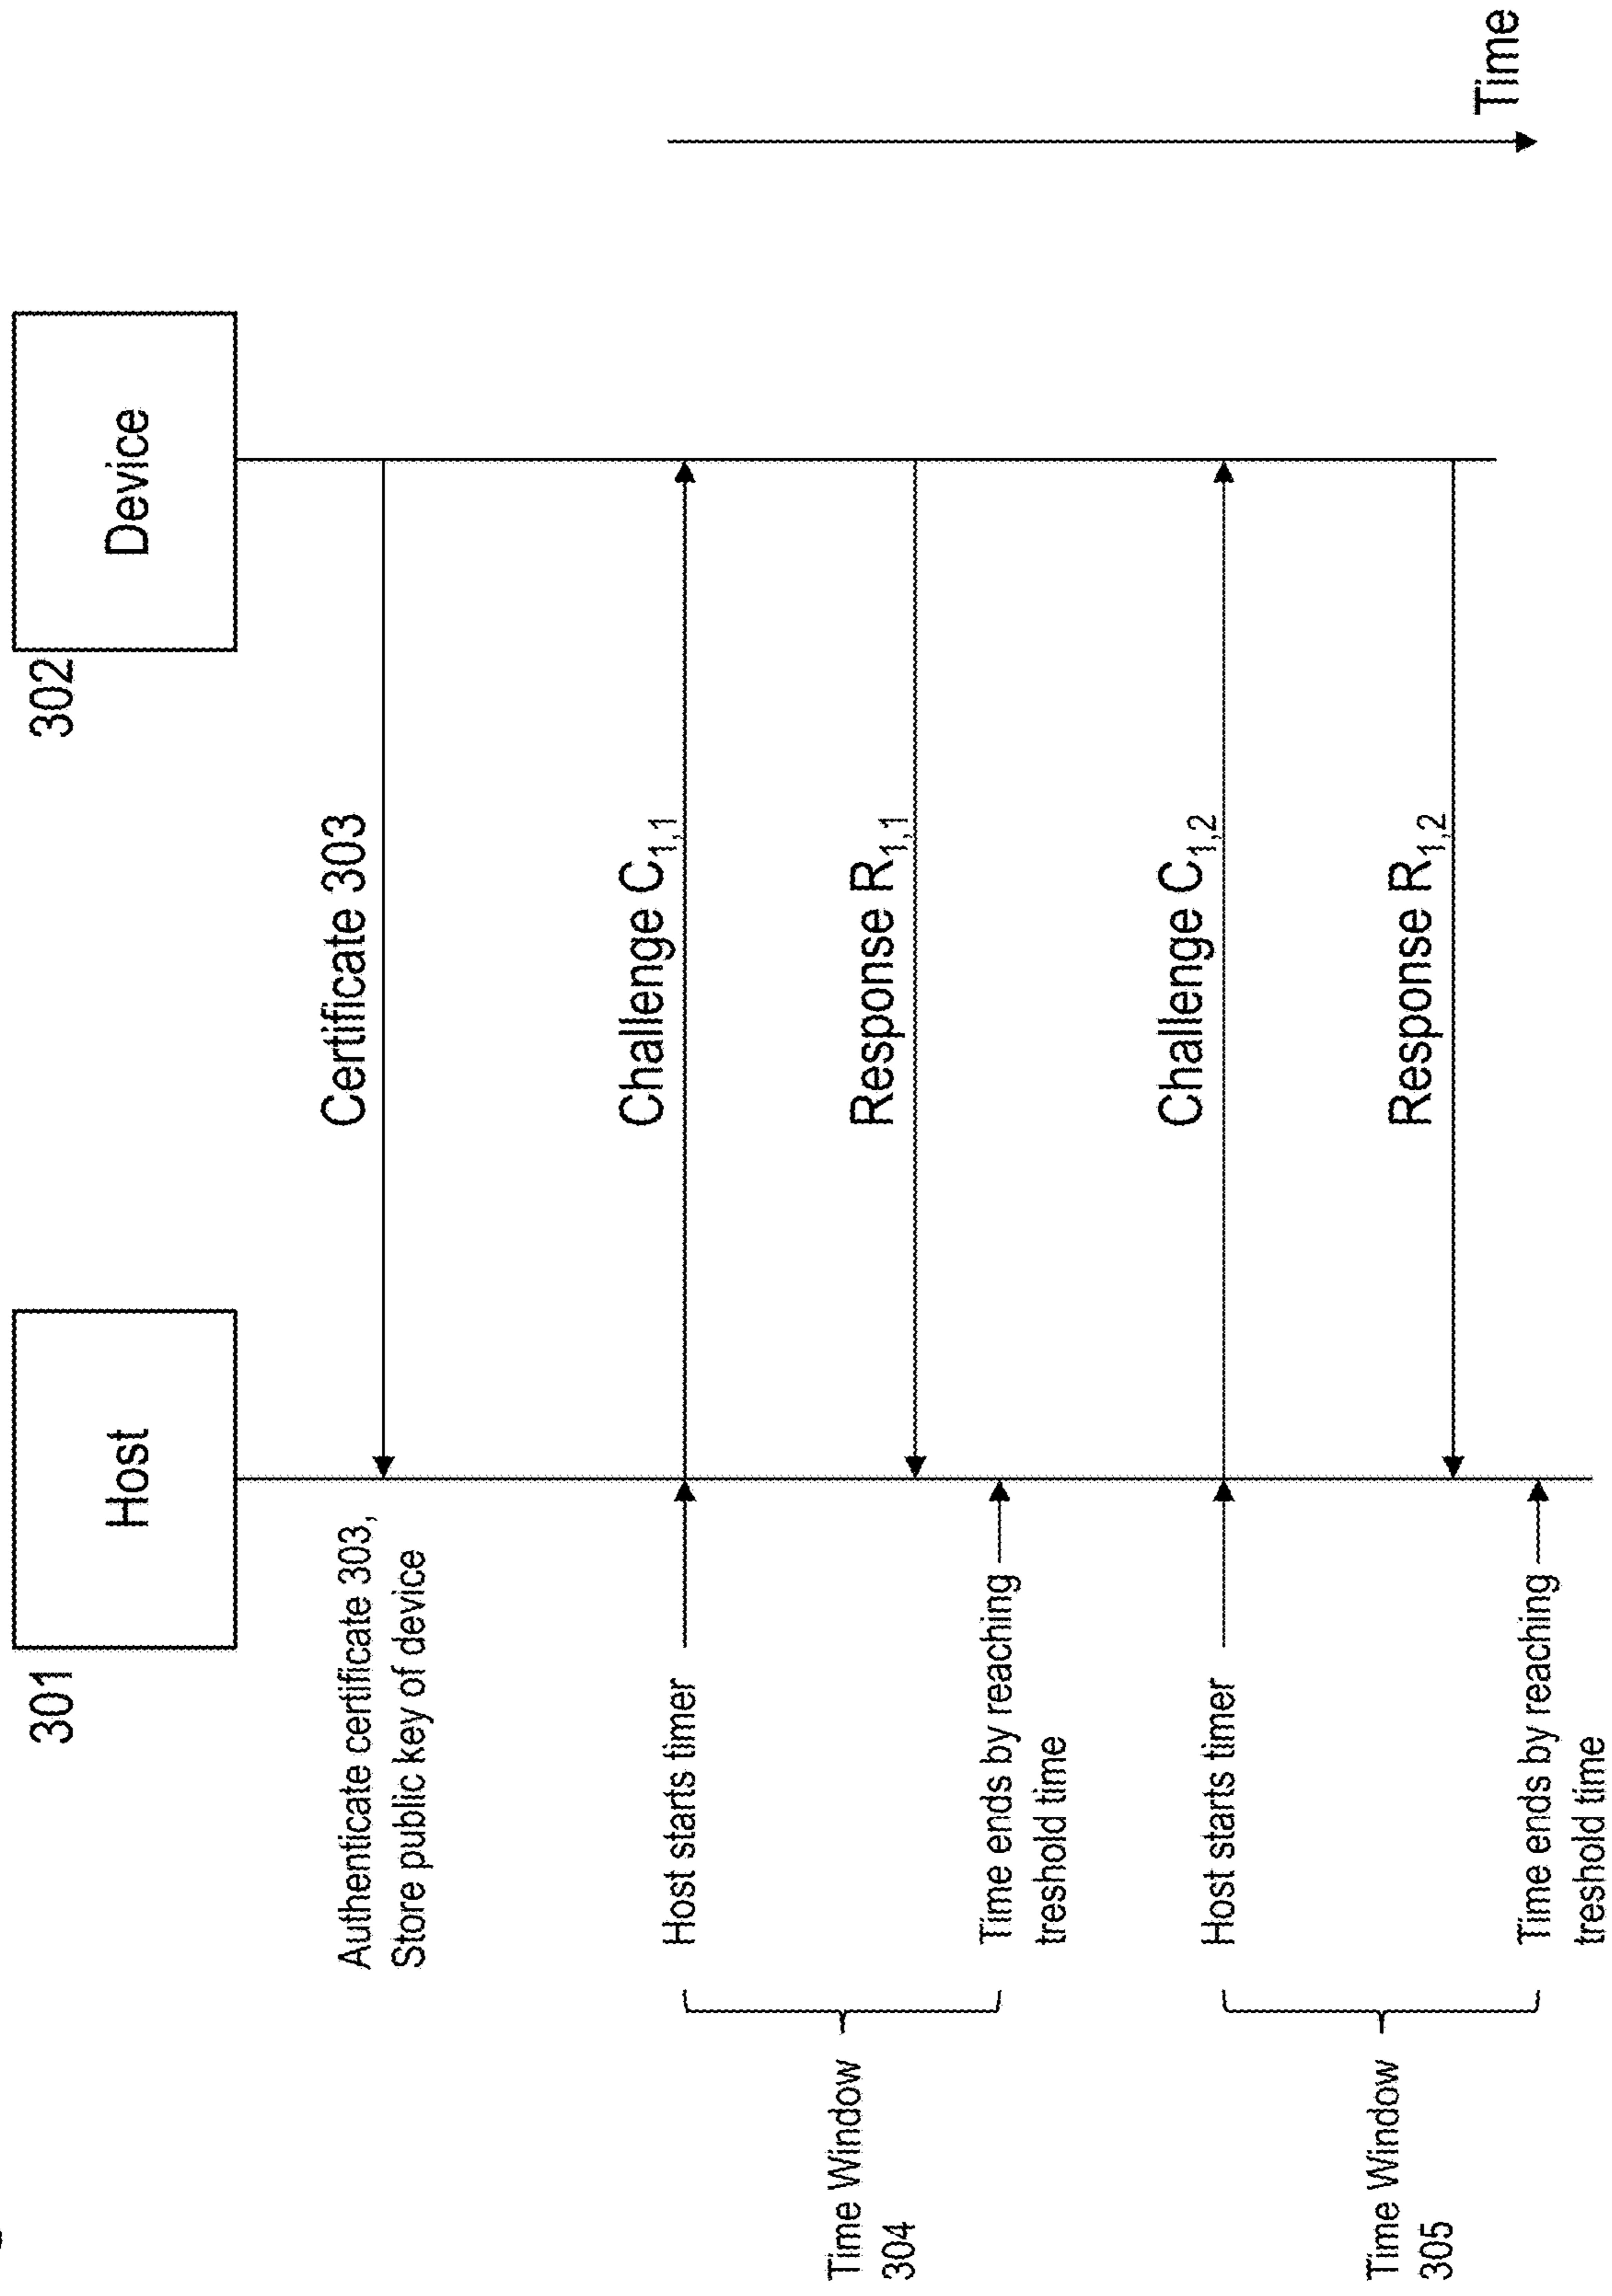 301
Host
302
Device
Certificate 303
Authenticate certificate 303,
Store public key of device
Host starts timer
Challenge C1,1
Response R1,1
Time Window
304
Time ends by reaching
treshold time
Host starts timer
Challenge C1,2
Response R1,2
Time Window
305
Time ends by reaching
treshold time
Time